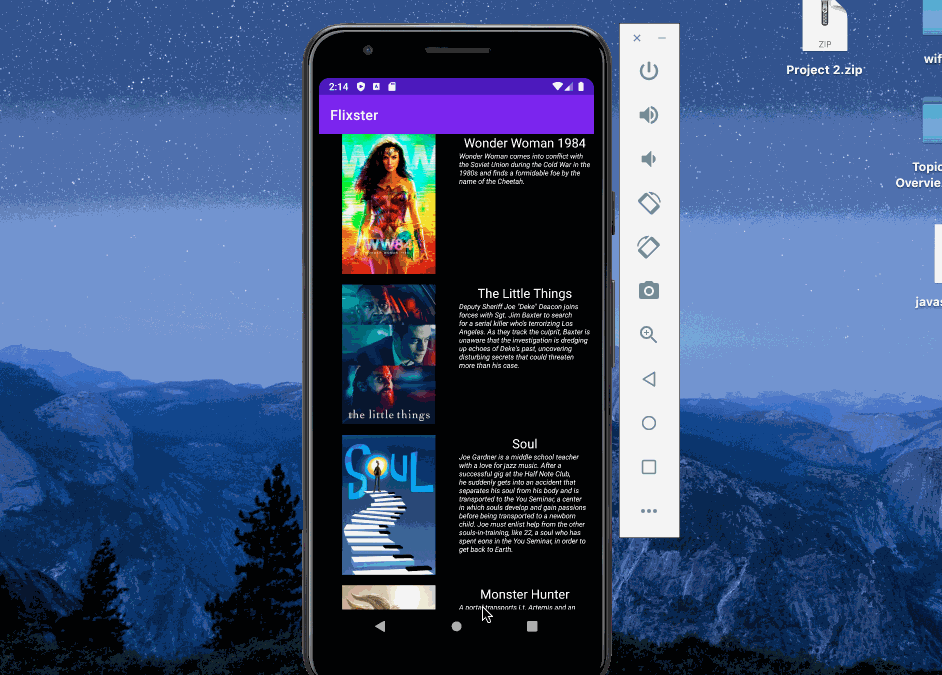 ZIP
Project 2.zip
wif
Topic
Overvie
javas
2:14
Flixster
WW84
Wonder Woman 1984
Wonder Woman comes into conflict with
the Soviet Union during the Cold War in the
1980s and finds a formidable foe by the
name of the Cheetah.
the little things
The Little Things
Deputy Sheriff Joe "Deke" Deacon joins
forces with Sgt. Jim Baxter to search
for a serial killer who's terrorizing Los
Angeles. As they track the culprit, Baxter is
unaware that the investigation is dredging
up echoes of Deke's past, uncovering
disturbing secrets that could threaten
more than his case.
SOUL
Soul
Joe Gardner is a middle school teacher
with a love for jazz music. After a
successful gig at the Half Note Club,
he suddenly gets into an accident that
separates his soul from his body and is
transported to the You Seminar, a center
in which souls develop and gain passions
before being transported to a newborn
child. Joe must enlist help from the other
souls-in-training, like 22, a soul who has
spent eons in the You Seminar, in order to
get back to Earth.
Monster Hunter
A portal transports Lt. Artemis and an